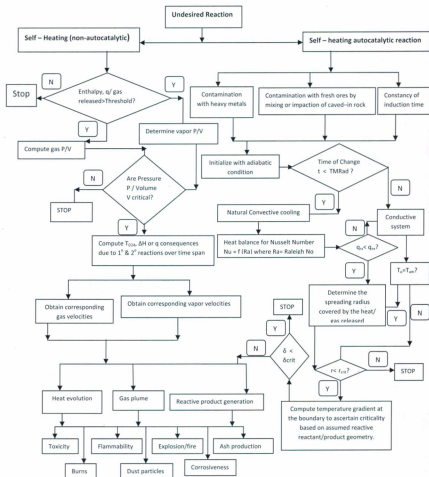 Undesired Reaction
Self – Heating (non-autocatalytic)
Self – heating autocatalytic reaction
N
Enthalpy, q/ gas
released>Threshold?
Y
Stop
Contamination
with heavy metals
Contamination with fresh ores by
mixing or impaction of caved–in rock
Constancy of
induction time
Y
Determine vapor P/V
Compute gas P/V
Initialize with adiabatic
condition
Time of Change
t < TMRad ?
N
Are Pressure
P / Volume
V critical?
Y
N
STOP
Natural Convective cooling
Conductive
system
Y
Heat balance for Nusselt Number
Nu = F (Ra) where Ra= Raleigh No
N
Compute
ΔH or q consequences
due to 1° & 2° reactions over time span
Y
Determine the
spreading radius
covered by the heat/
gas released
Y
N
Obtain corresponding
gas velocities
Obtain corresponding vapor velocities
STOP
Y
N
δ <
δcrit
N
STOP
Y
Heat evolution
Gas plume
Reactive product generation
Compute temperature gradient at
the boundary to ascertain criticality
based on assumed reactive
reactant/product geometry.
Toxicity
Flammability
Explosion/fire
Ash production
Burns
Dust particles
Corrosiveness